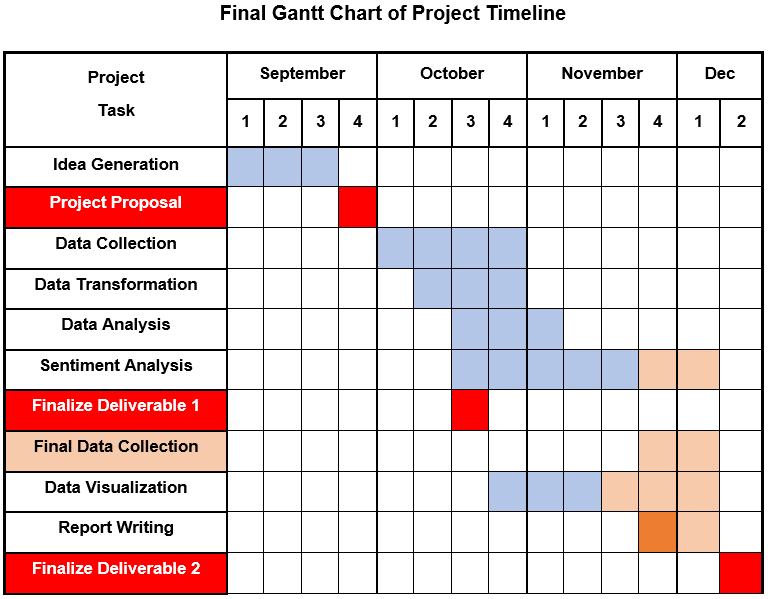 Final Gantt Chart of Project Timeline
Project
Task
September October November Dec
1 2 3 4 1 2 3 4 1 2 3 4 1 2
Idea Generation
Project Proposal
Data Collection
Data Transformation
Data Analysis
Sentiment Analysis
Finalize Deliverable 1
Final Data Collection
Data Visualization
Report Writing
Finalize Deliverable 2